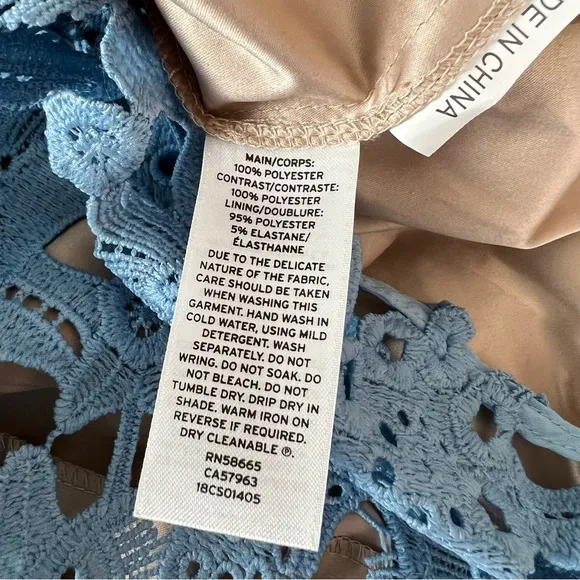 MADE IN CHINA
MAIN/CORPS:
100% POLYESTER
CONTRAST/CONTRASTE:
100% POLYESTER
LINING/DOUBLURE:
95% POLYESTER
5% ELASTANE/
ÉLASTHANNE
DUE TO THE DELICATE
NATURE OF THE FABRIC,
CARE SHOULD BE TAKEN
WHEN WASHING THIS
GARMENT. HAND WASH IN
COLD WATER, USING MILD
DETERGENT. WASH
SEPARATELY. DO NOT
WRING. DO NOT SOAK. DO
NOT BLEACH. DO NOT
TUMBLE DRY. DRIP DRY IN
SHADE. WARM IRON ON
REVERSE IF REQUIRED.
DRY CLEANABLE Ⓟ.
RN58665
CA57963
18CS01405